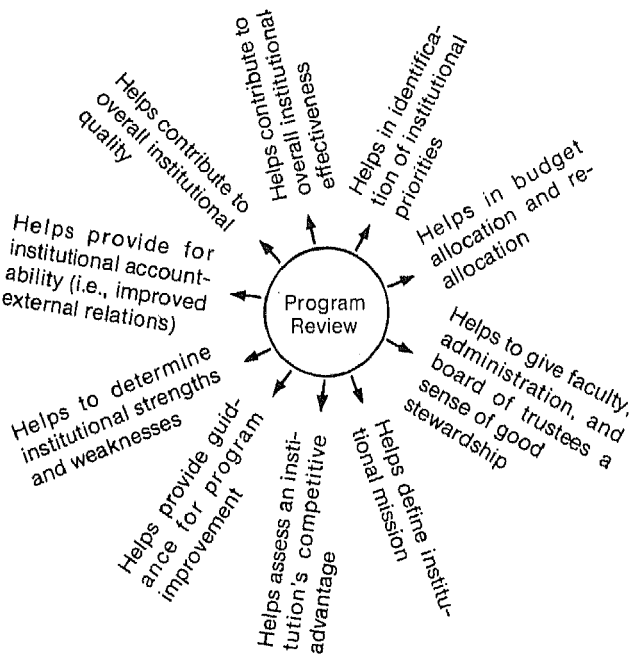 Program
Review
Helps contribute to
overall institutional
effectiveness
Helps in identifica-
tion of institutional
priorities
Helps in budget
allocation and re-
allocation
Helps to give faculty,
administration, and
board of trustees a
sense of good
stewardship
Helps define institu-
tional mission
Helps assess an insti-
tution's competitive
advantage
Helps provide guid-
ance for program
improvement
Helps to determine
institutional strengths
and weaknesses
Helps provide for
institutional account-
ability (i.e., improved
external relations)
Helps contribute to
overall institutional
quality